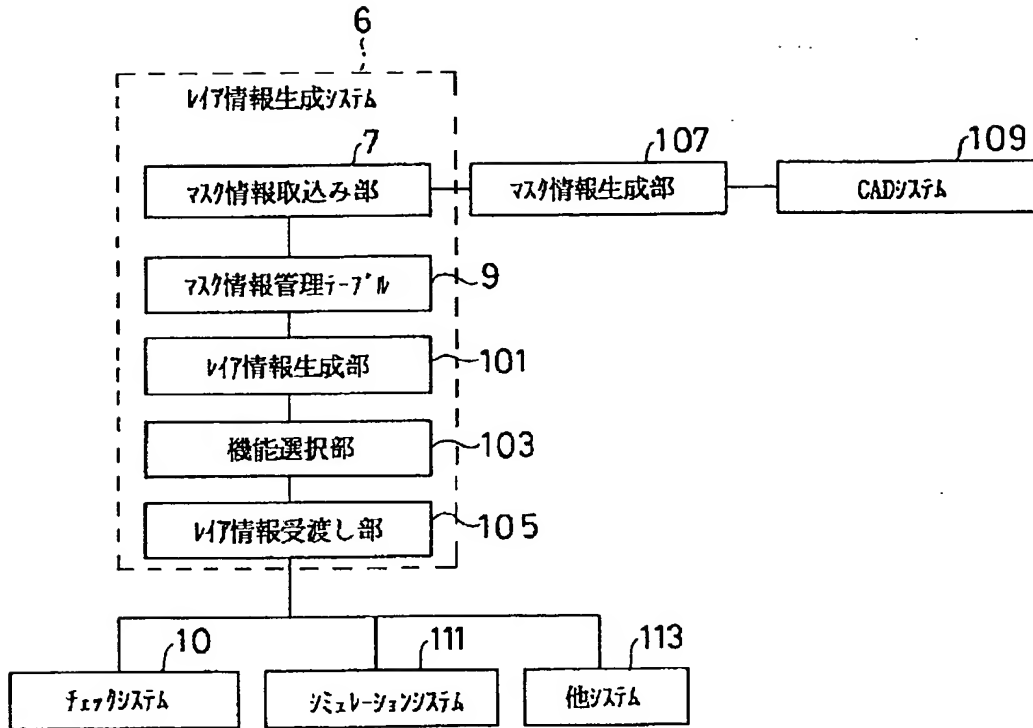 6
ﾚｲｱ情報生成ｼｽﾃﾑ
7
ﾏｽｸ情報取込み部
107
ﾏｽｸ情報生成部
109
CADｼｽﾃﾑ
ﾏｽｸ情報管理ﾃｰﾌﾞﾙ
9
ﾚｲｱ情報生成部
101
機能選択部
103
ﾚｲｱ情報受渡し部
105
10
ﾁｪｯｸｼｽﾃﾑ
111
ｼﾐｭﾚｰｼｮﾝｼｽﾃﾑ
113
他ｼｽﾃﾑ